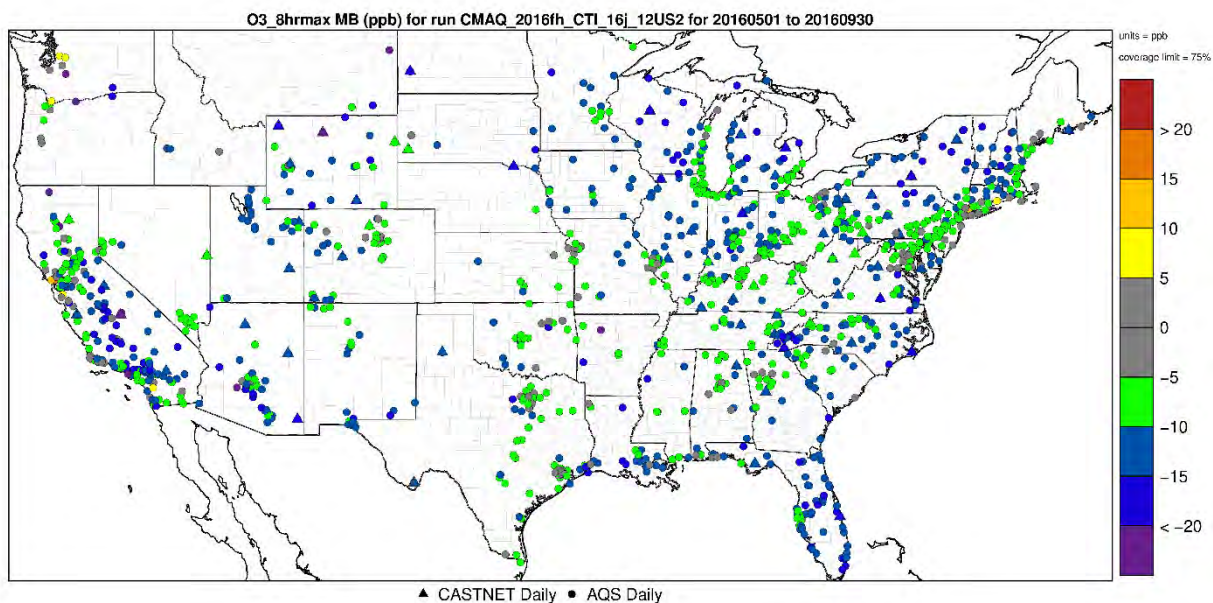 O3_8hrmax MB (ppb) for run CMAQ_2016fh_CTI_16j_12US2 for 20160501 to 20160930
units = ppb
coverage limit = 75%
> 20
15
10
5
0
−5
−10
−15
< −20
▲ CASTNET Daily ● AQS Daily